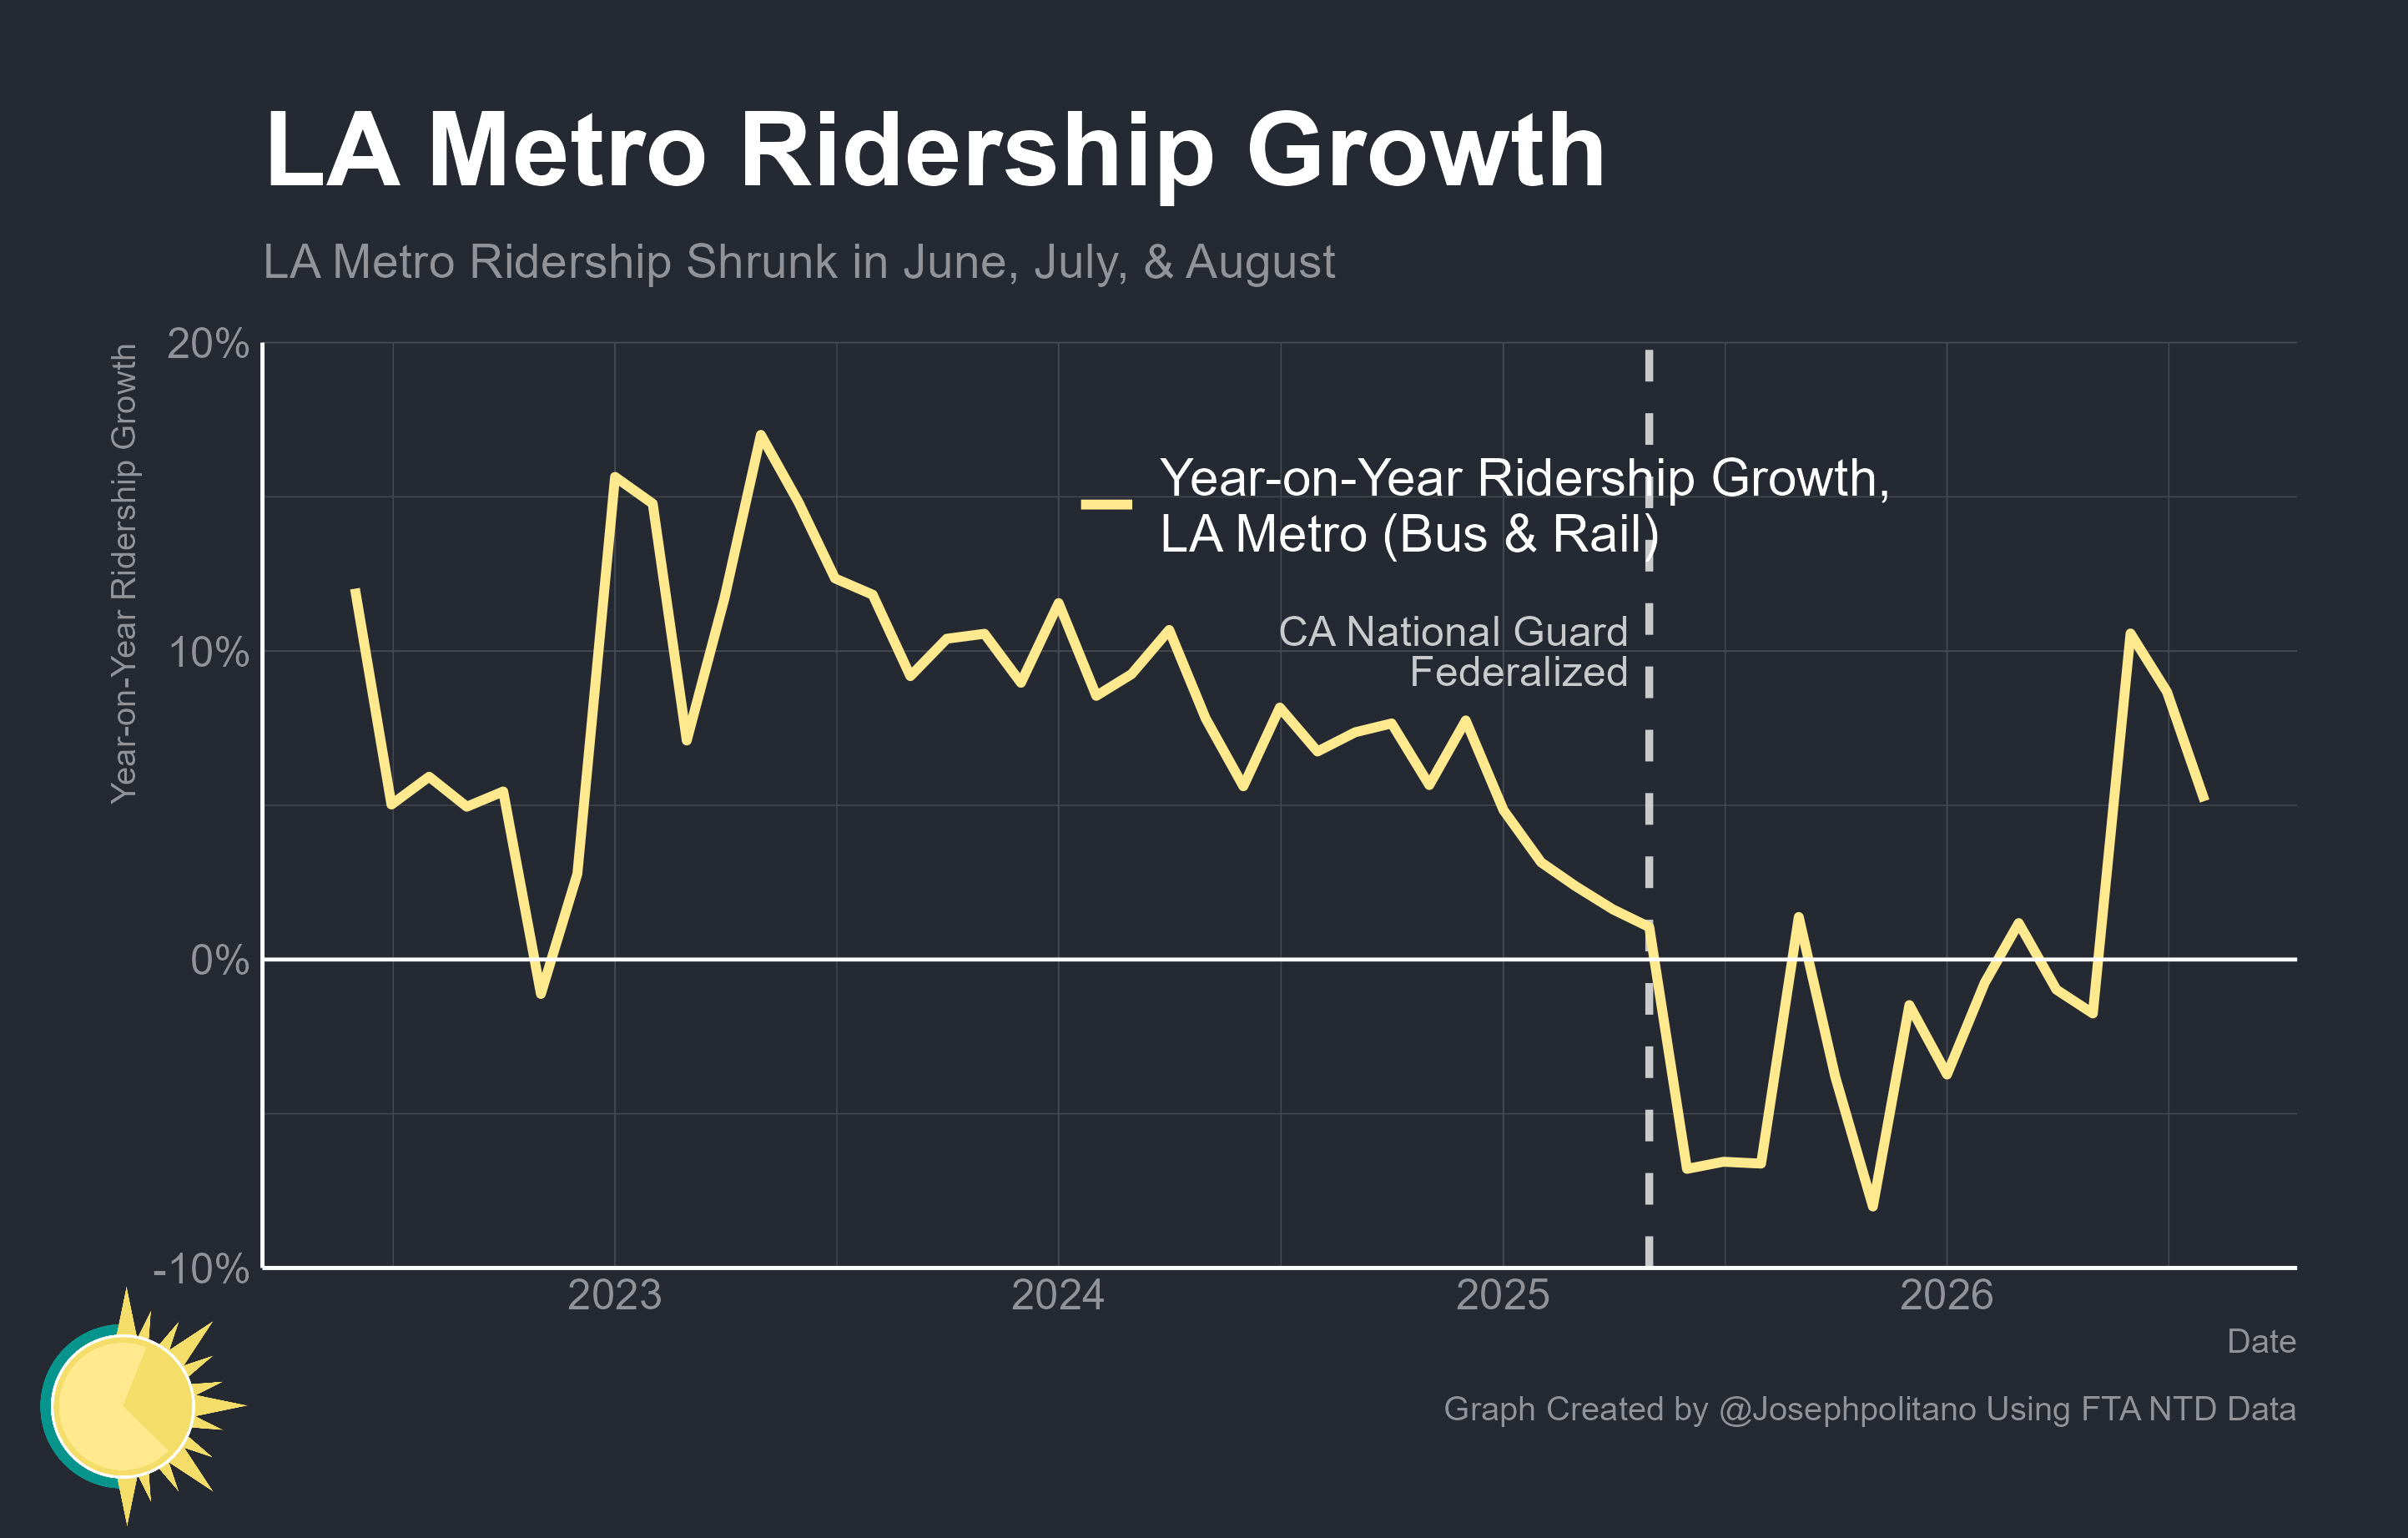 LA Metro Ridership Growth
LA Metro Ridership Shrunk in June, July, & August
Year-on-Year Ridership Growth
20%
10%
0%
-10%
Year-on-Year Ridership Growth,
LA Metro (Bus & Rail)
CA National Guard
Federalized
2023
2024
2025
2026
Date
Graph Created by @Josephpolitano Using FTA NTD Data